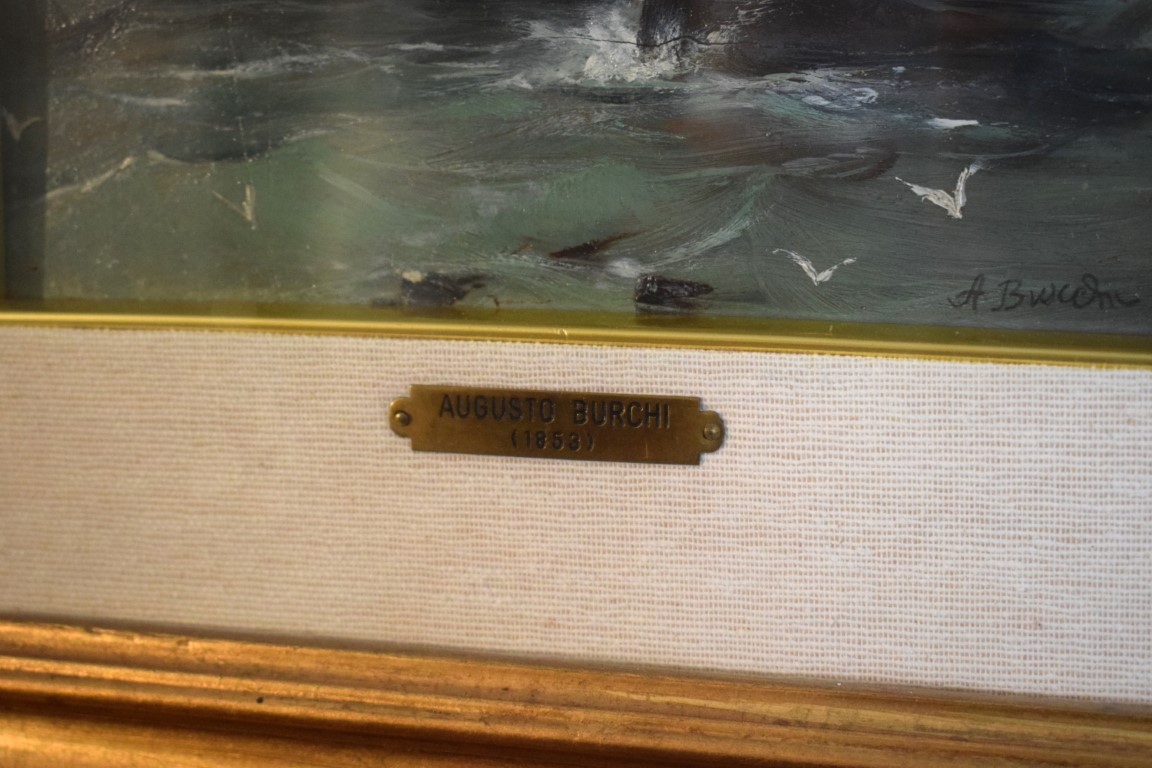 A Burchi
AUGUSTO BURCHI
(1853)